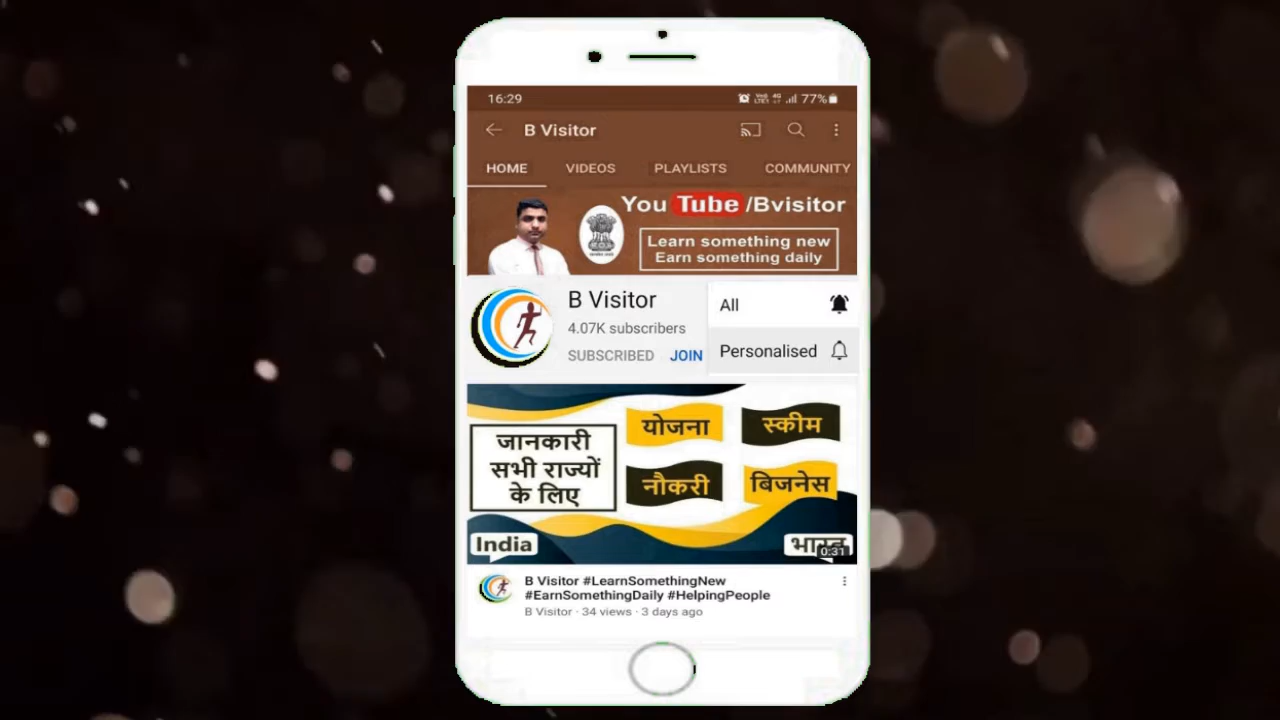 16:29
77%
B Visitor
HOME VIDEOS PLAYLISTS COMMUNITY
You Tube /Bvisitor
Learn something new
Earn something daily
B Visitor
4.07K subscribers
SUBSCRIBED JOIN
All
Personalised
जानकारी
सभी राज्यों
के लिए
योजना
स्कीम
नौकरी
बिजनेस
India
भारत
0:31
B Visitor #LearnSomethingNew
#EarnSomethingDaily #HelpingPeople
B Visitor · 34 views · 3 days ago